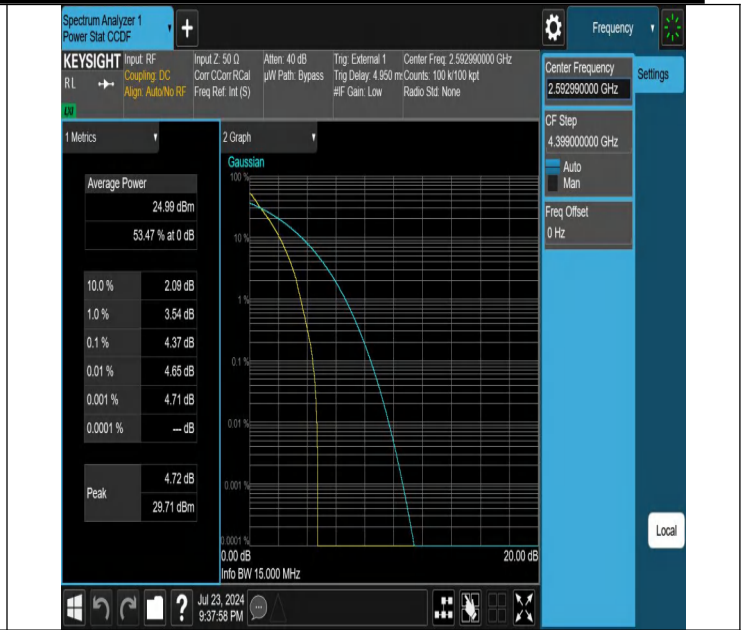 Spectrum Analyzer 1
Power Stat CCDF
Frequency
KEYSIGHT
RL
LXI
Input: RF
Coupling: DC
Align: Auto/No RF
Input Z: 50 Ω
Corr CCorr RCal
Freq Ref: Int (S)
Atten: 40 dB
µW Path: Bypass
Trig: External 1
Trig Delay: 4.950 ms
#IF Gain: Low
Center Freq: 2.592990000 GHz
Counts: 100 k/100 kpt
Radio Std: None
Center Frequency
2.592990000 GHz
Settings
CF Step
4.399000000 GHz
Auto
Man
Freq Offset
0 Hz
1 Metrics
Average Power
24.99 dBm
53.47 % at 0 dB
10.0 % 2.09 dB
1.0 % 3.54 dB
0.1 % 4.37 dB
0.01 % 4.65 dB
0.001 % 4.71 dB
0.0001 % --- dB
Peak
4.72 dB
29.71 dBm
2 Graph
Gaussian
100 %
10 %
1 %
0.1 %
0.01 %
0.001 %
0.0001 %
0.00 dB
20.00 dB
Info BW 15.000 MHz
Local
?
Jul 23, 2024
9:37:58 PM